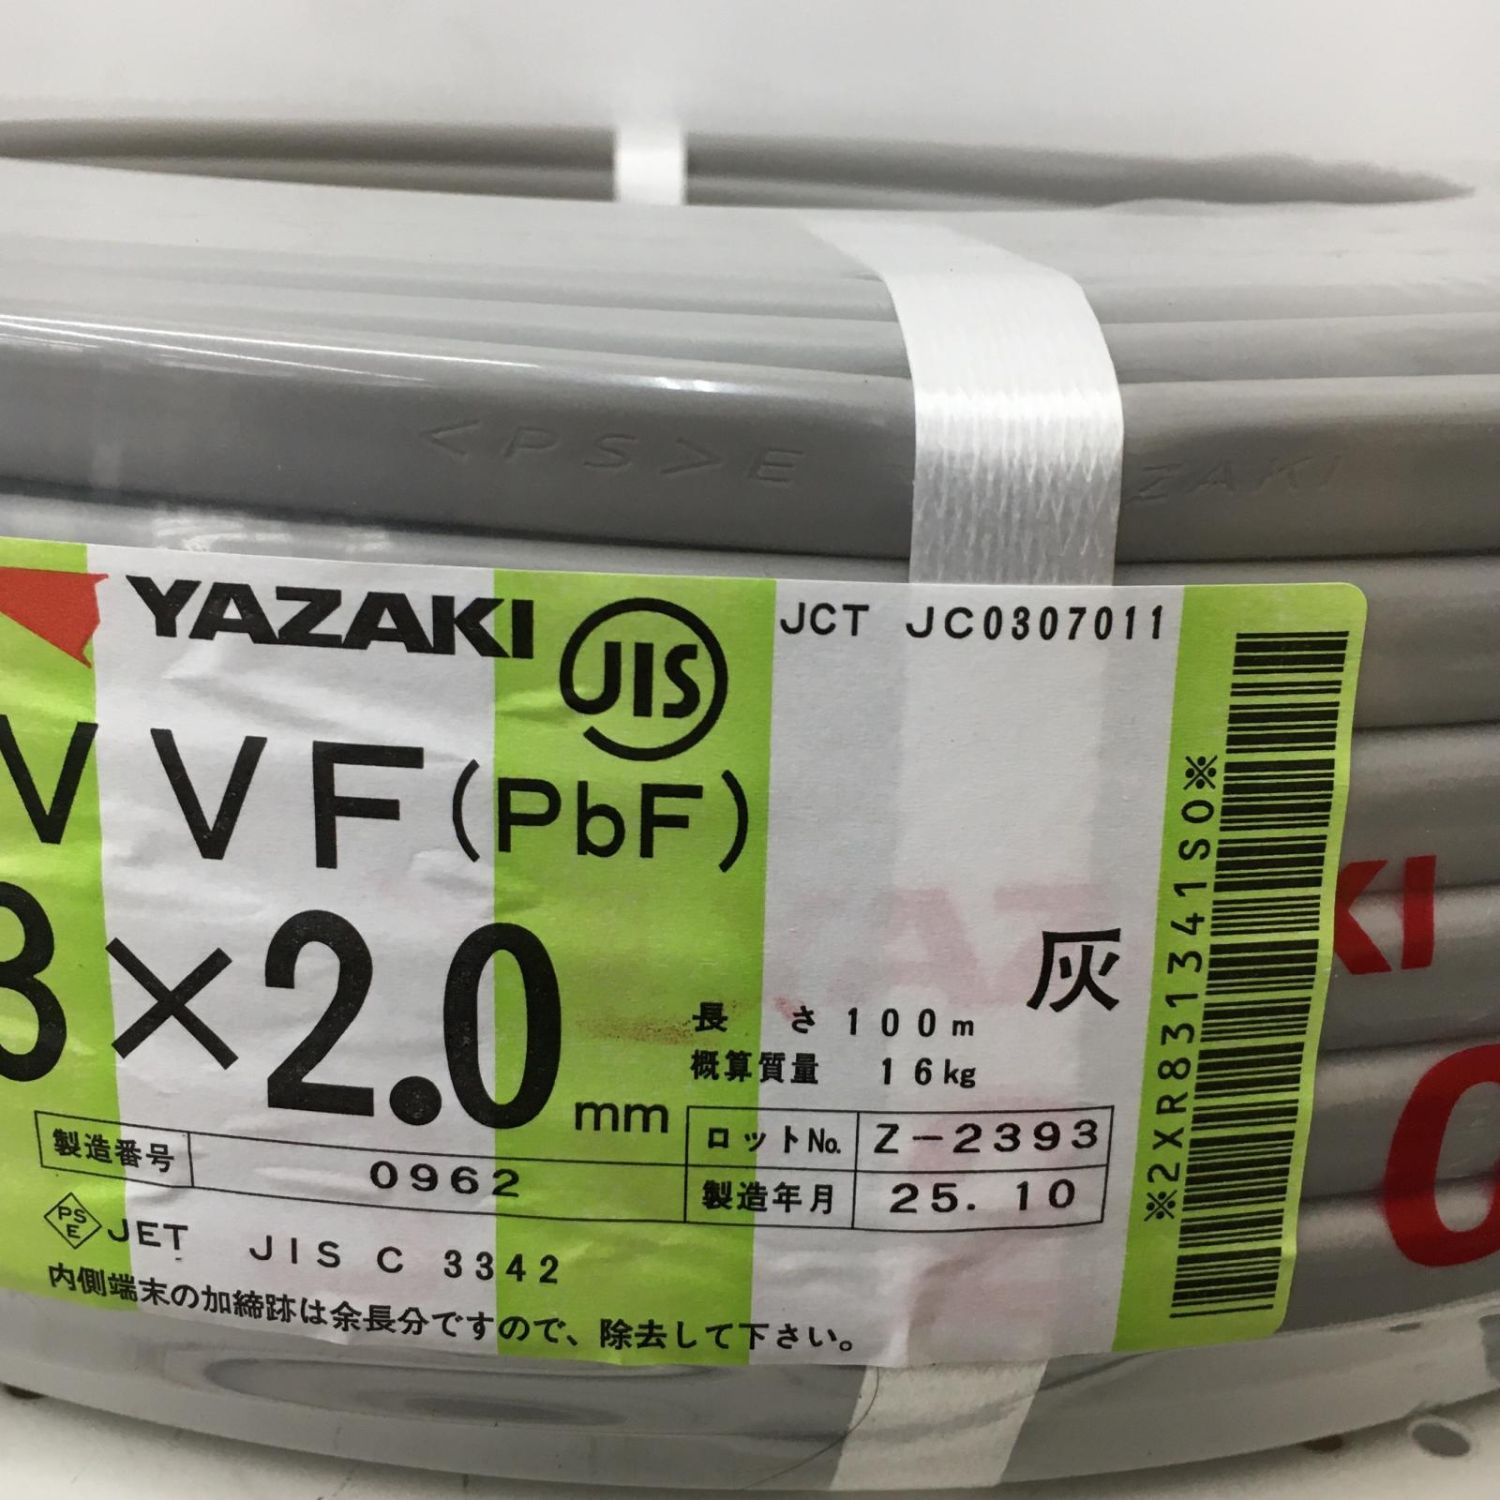 <PS>E
ZAKI
YAZAKI
JIS
JCT JC0307011
VVF(PbF)
3×2.0mm
灰
長さ 100m
概算質量 16kg
製造番号 0962
ロットNo. Z-2393
製造年月 25.10
PS
E
JET JIS C 3342
内側端末の加締跡は余長分ですので、除去して下さい。
※2XR831341S0※
KI